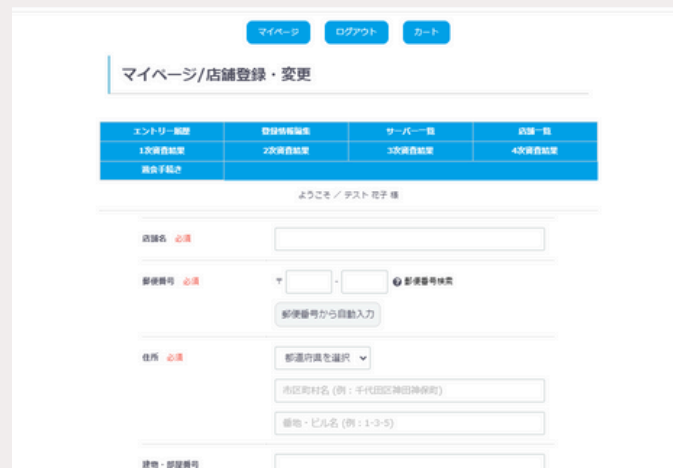 マイページ ログアウト カート
マイページ/店舗登録・変更
エントリー履歴 登録情報編集 サーバー一覧 店舗一覧
1次審査結果 2次審査結果 3次審査結果 4次審査結果
退会手続き
ようこそ ／ テスト 花子 様
店舗名 必須
郵便番号 必須 〒 - 郵便番号検索
郵便番号から自動入力
住所 必須 都道府県を選択
市区町村名 (例：千代田区神田神保町)
番地・ビル名 (例：1-3-5)
建物・部屋番号